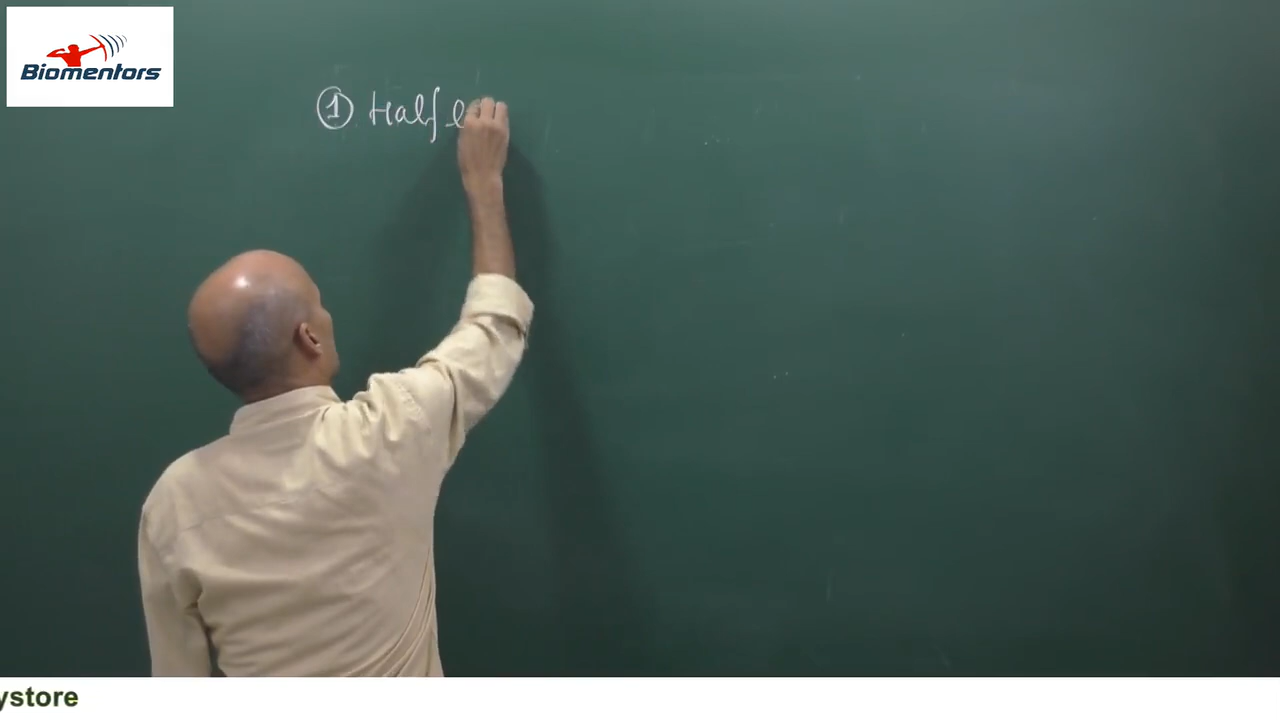 Biomentors
① Half l
ystore